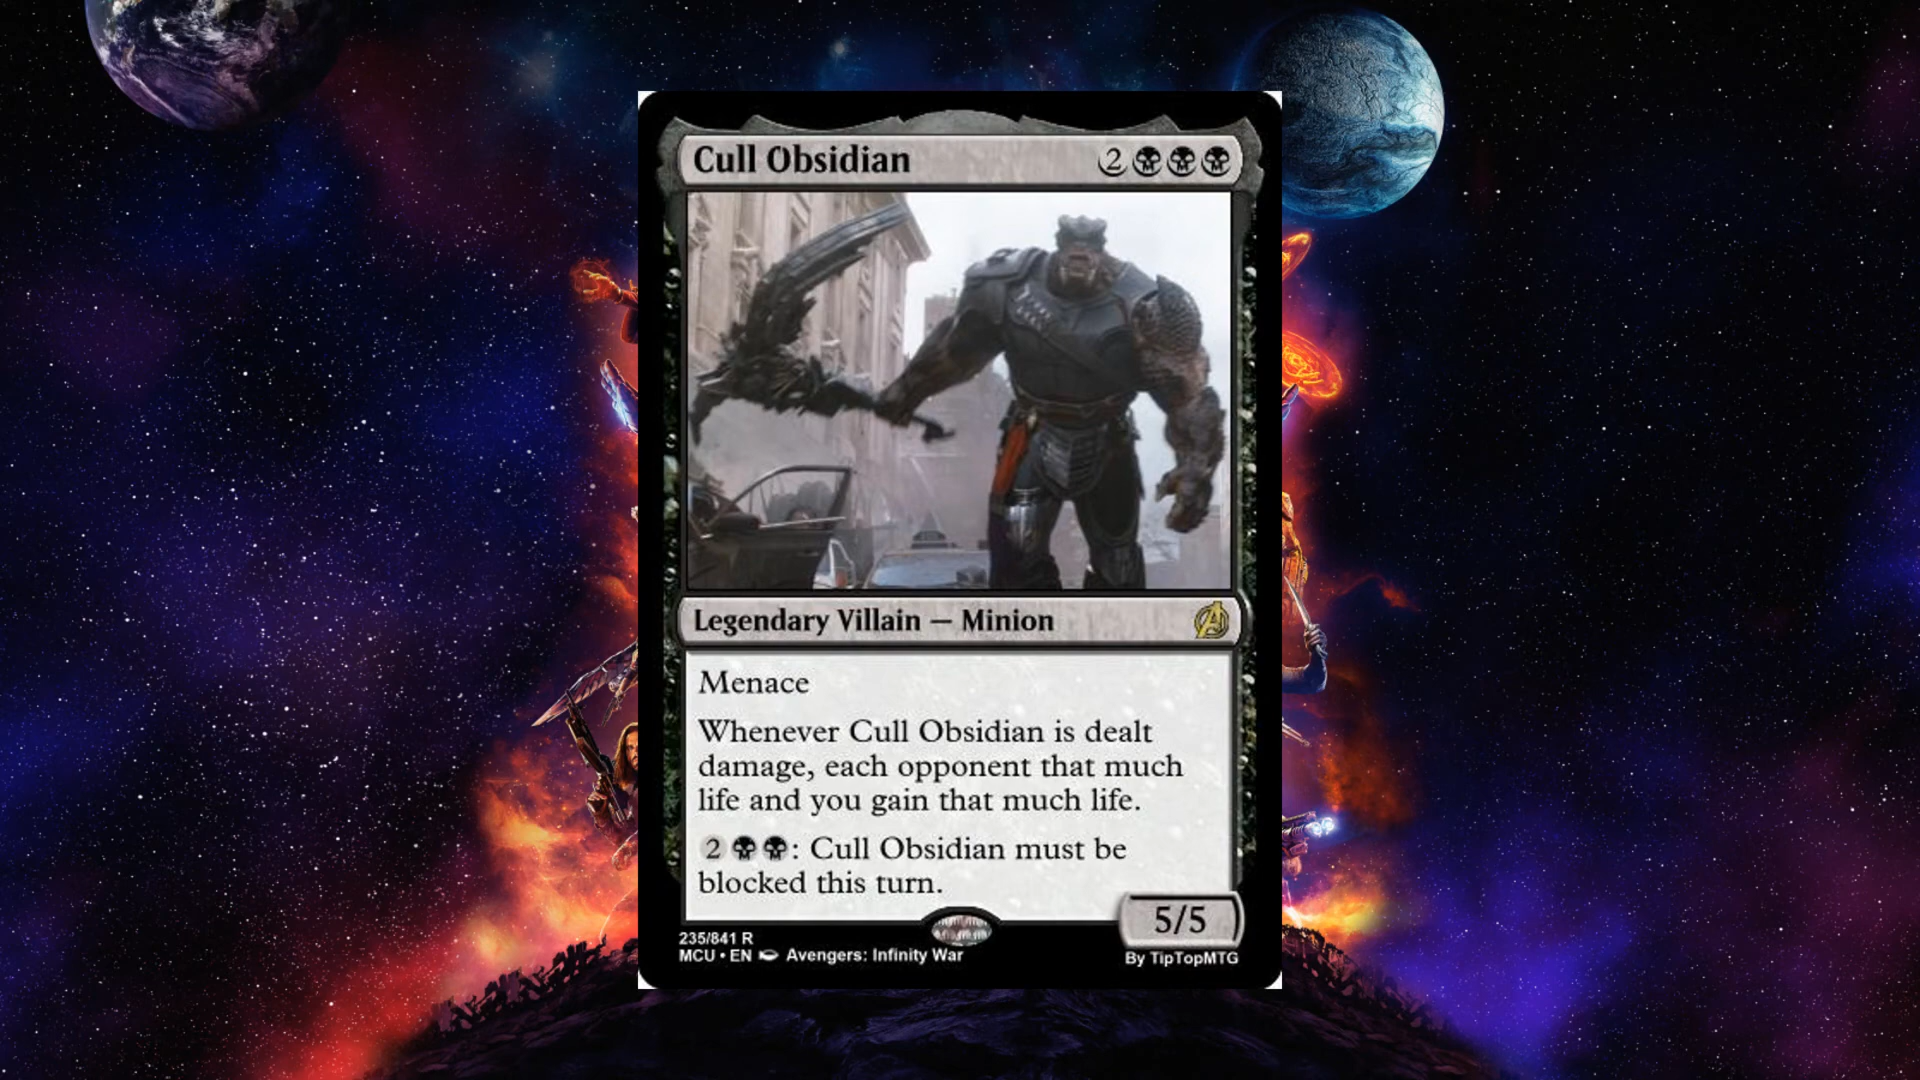 Cull Obsidian 2
Legendary Villain — Minion
Menace
Whenever Cull Obsidian is dealt
damage, each opponent that much
life and you gain that much life.
2 : Cull Obsidian must be
blocked this turn.
5/5
235/841 R
MCU • EN Avengers: Infinity War
By TipTopMTG